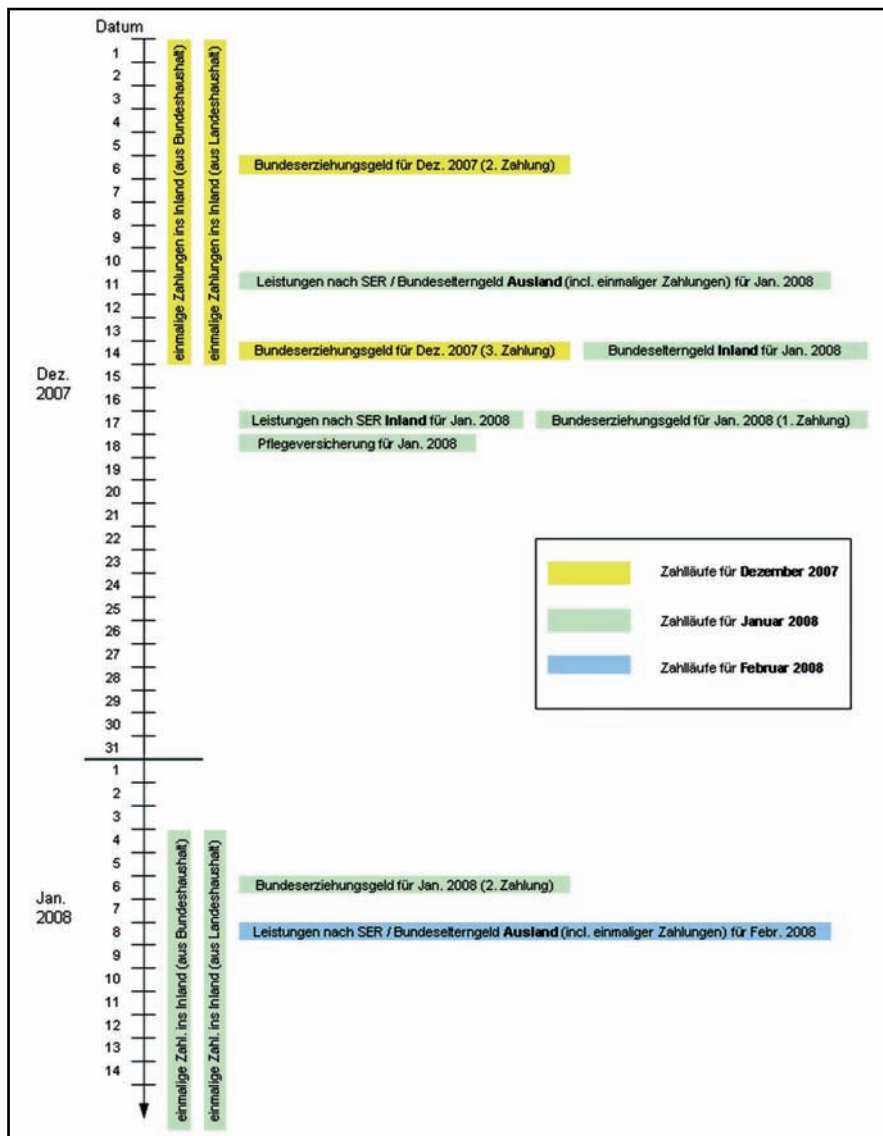 Datum
einmalige Zahlungen ins Inland (aus Bundeshaushalt)
einmalige Zahlungen ins Inland (aus Landeshaushalt)
Dez.
2007
1
2
3
4
5
6
Bundeserziehungsgeld für Dez. 2007 (2. Zahlung)
7
8
9
10
11
Leistungen nach SER / Bundeselterngeld Ausland (incl. einmaliger Zahlungen) für Jan. 2008
12
13
14
Bundeserziehungsgeld für Dez. 2007 (3. Zahlung)
Bundeselterngeld Inland für Jan. 2008
15
16
17
Leistungen nach SER Inland für Jan. 2008
Bundeserziehungsgeld für Jan. 2008 (1. Zahlung)
18
Pflegeversicherung für Jan. 2008
19
20
21
22
23
24
25
26
27
28
29
30
31
Zahlläufe für Dezember 2007
Zahlläufe für Januar 2008
Zahlläufe für Februar 2008
Jan.
2008
1
2
3
4
5
6
Bundeserziehungsgeld für Jan. 2008 (2. Zahlung)
7
8
Leistungen nach SER / Bundeselterngeld Ausland (incl. einmaliger Zahlungen) für Febr. 2008
9
10
11
12
13
14
einmalige Zahl. ins Inland (aus Bundeshaushalt)
einmalige Zahl. ins Inland (aus Landeshaushalt)